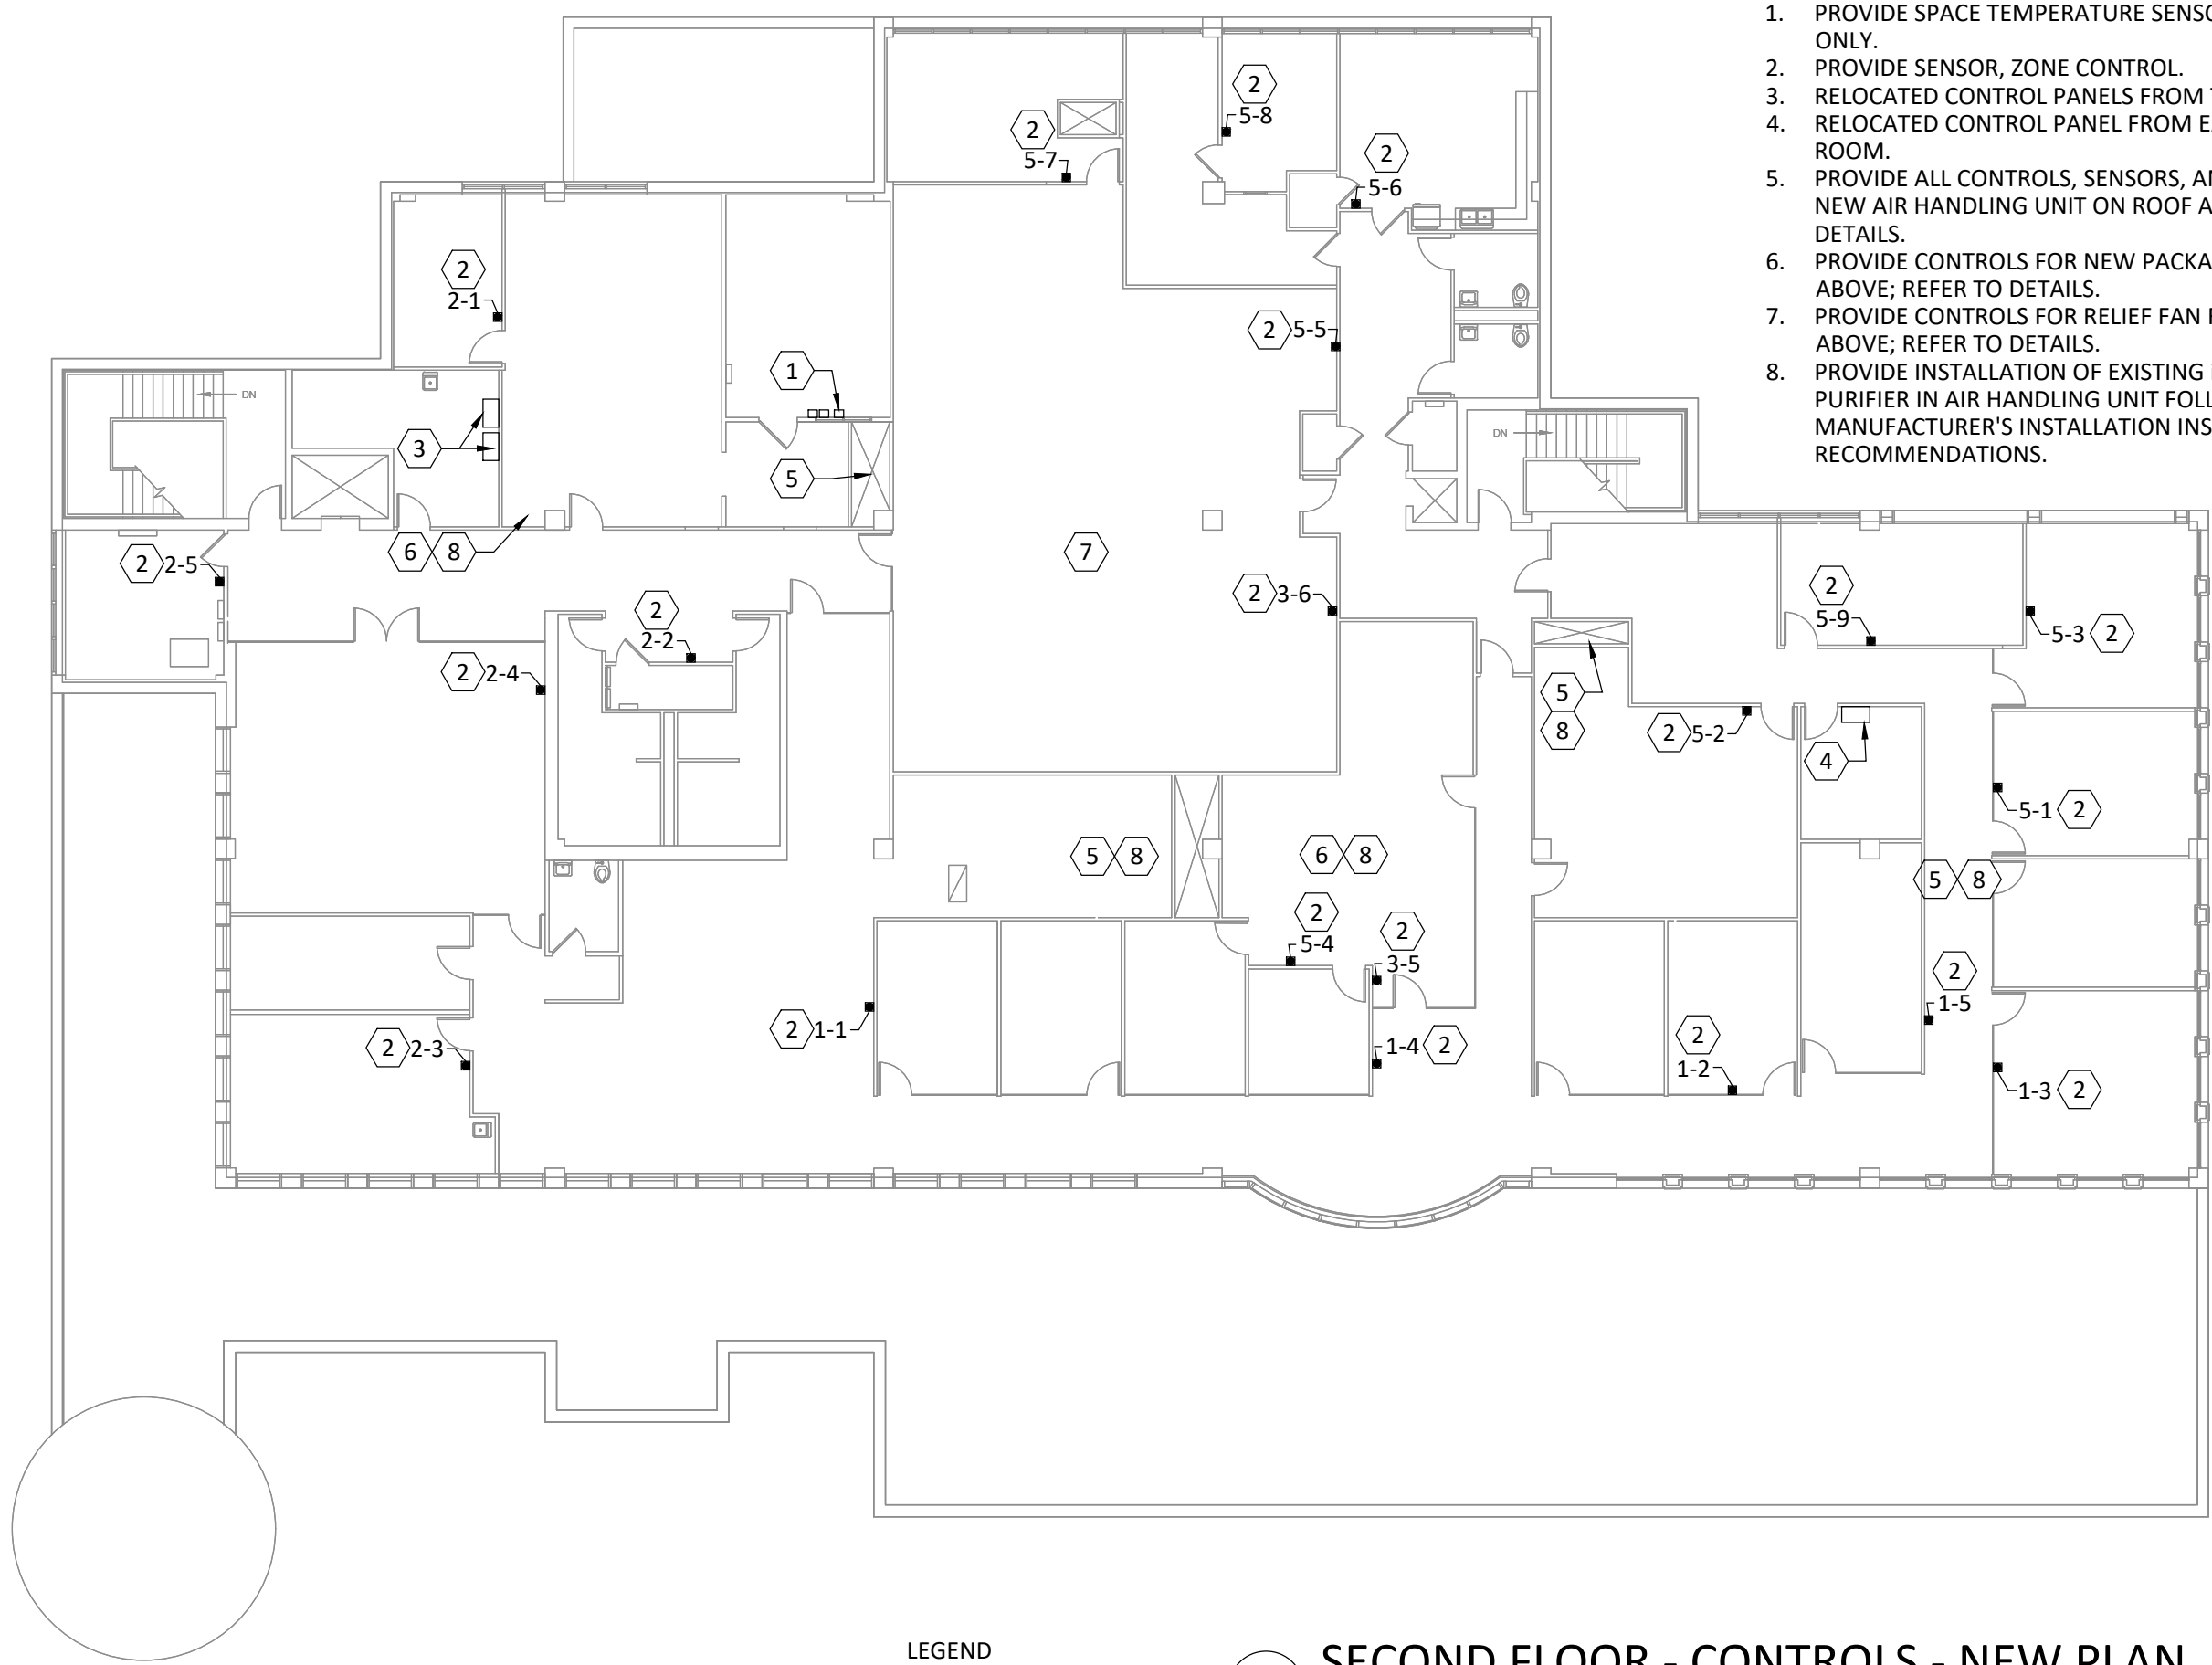 1. PROVIDE SPACE TEMPERATURE
ONLY.
2. PROVIDE SENSOR, ZONE CONTROL.
3. RELOCATED CONTROL PANELS FROM
4. RELOCATED CONTROL PANEL FROM
ROOM.
5. PROVIDE ALL CONTROLS, SENSORS,
NEW AIR HANDLING UNIT ON ROOF
DETAILS.
6. PROVIDE CONTROLS FOR NEW
ABOVE; REFER TO DETAILS.
7. PROVIDE CONTROLS FOR RELIEF FAN
ABOVE; REFER TO DETAILS.
8. PROVIDE INSTALLATION OF EXISTING
PURIFIER IN AIR HANDLING UNIT
MANUFACTURER'S INSTALLATION
RECOMMENDATIONS.
2
5-8
2
5-7
2
5-6
2
2-1
2 5-5
1
DN
3
5
DN
6 8
7
2 2-5
2 3-6
2
2-2
2
5-9
5-3 2
2 2-4
5
8
2 5-2
4
5-1 2
5 8
6 8
5 8
2
5-4
2
3-5
2
1-5
2 1-1
2 2-3
1-4 2
2
1-2
1-3 2
LEGEND
SECOND FLOOR - CONTROLS - NEW PLAN